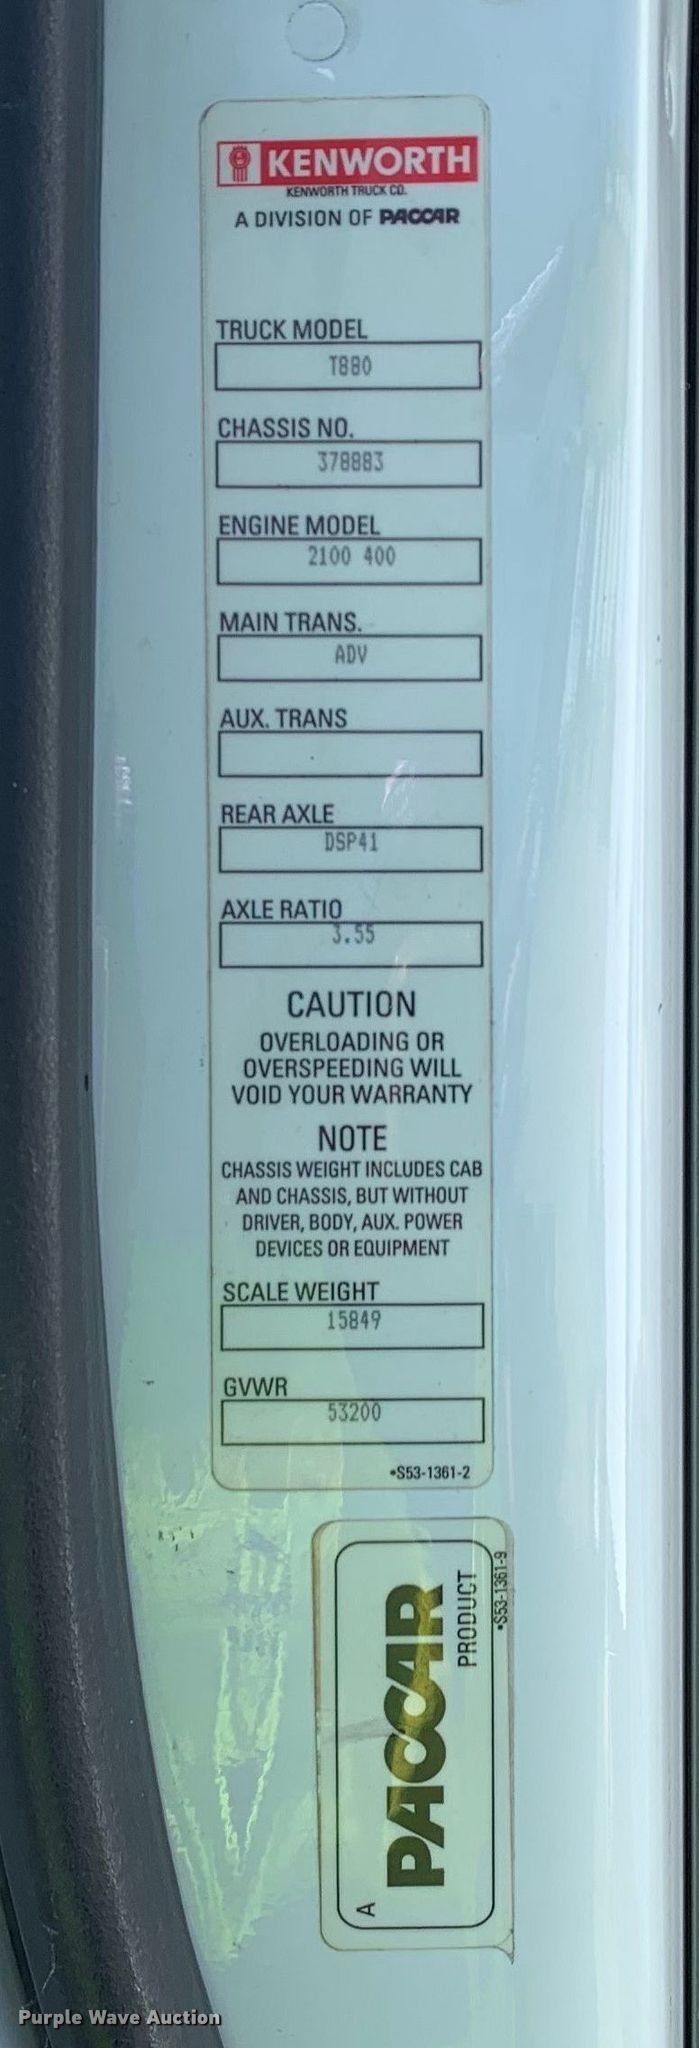 KENWORTH
KENWORTH TRUCK CO.
A DIVISION OF PACCAR
TRUCK MODEL
T880
CHASSIS NO.
378883
ENGINE MODEL
2100 400
MAIN TRANS.
ADV
AUX. TRANS
REAR AXLE
DSP41
AXLE RATIO
3.55
CAUTION
OVERLOADING OR
OVERSPEEDING WILL
VOID YOUR WARRANTY
NOTE
CHASSIS WEIGHT INCLUDES CAB
AND CHASSIS, BUT WITHOUT
DRIVER, BODY, AUX. POWER
DEVICES OR EQUIPMENT
SCALE WEIGHT
15849
GVWR
53200
•S53-1361-2
A
PACCAR
PRODUCT
•S53-1361-9
Purple Wave Auction